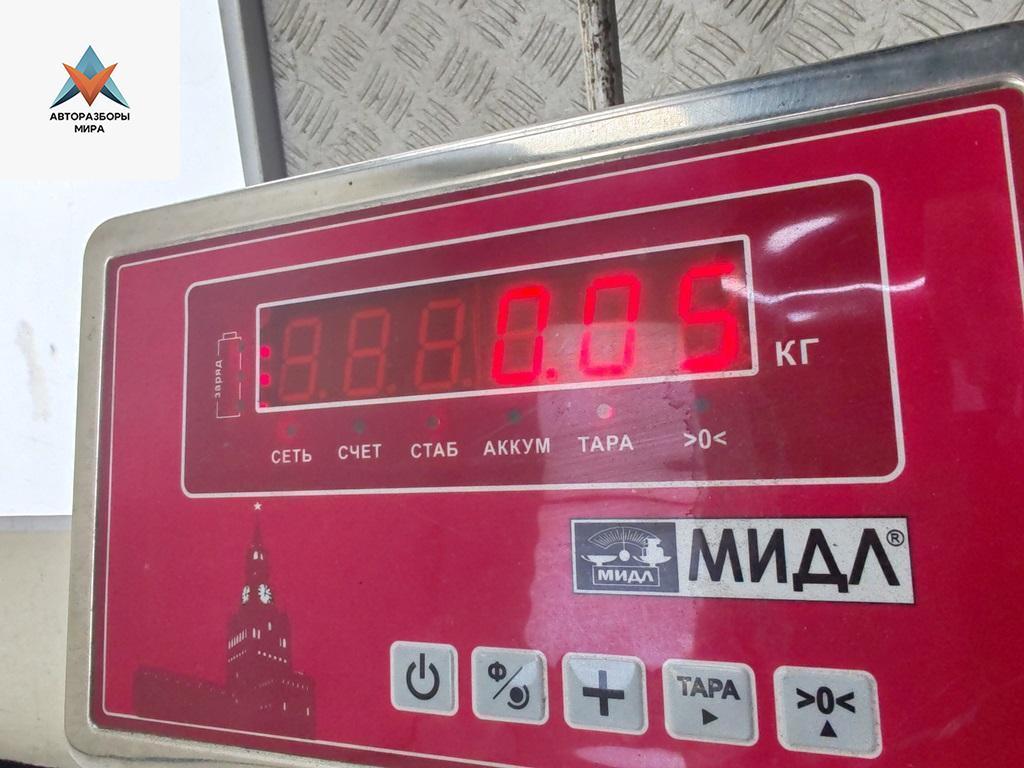 АВТОРАЗБОРЫ
МИРА
заряд
0.05
КГ
СЕТЬ СЧЕТ СТАБ АККУМ ТАРА >0<
МИДЛ
МИДЛ®
Ф
ТАРА
>0<